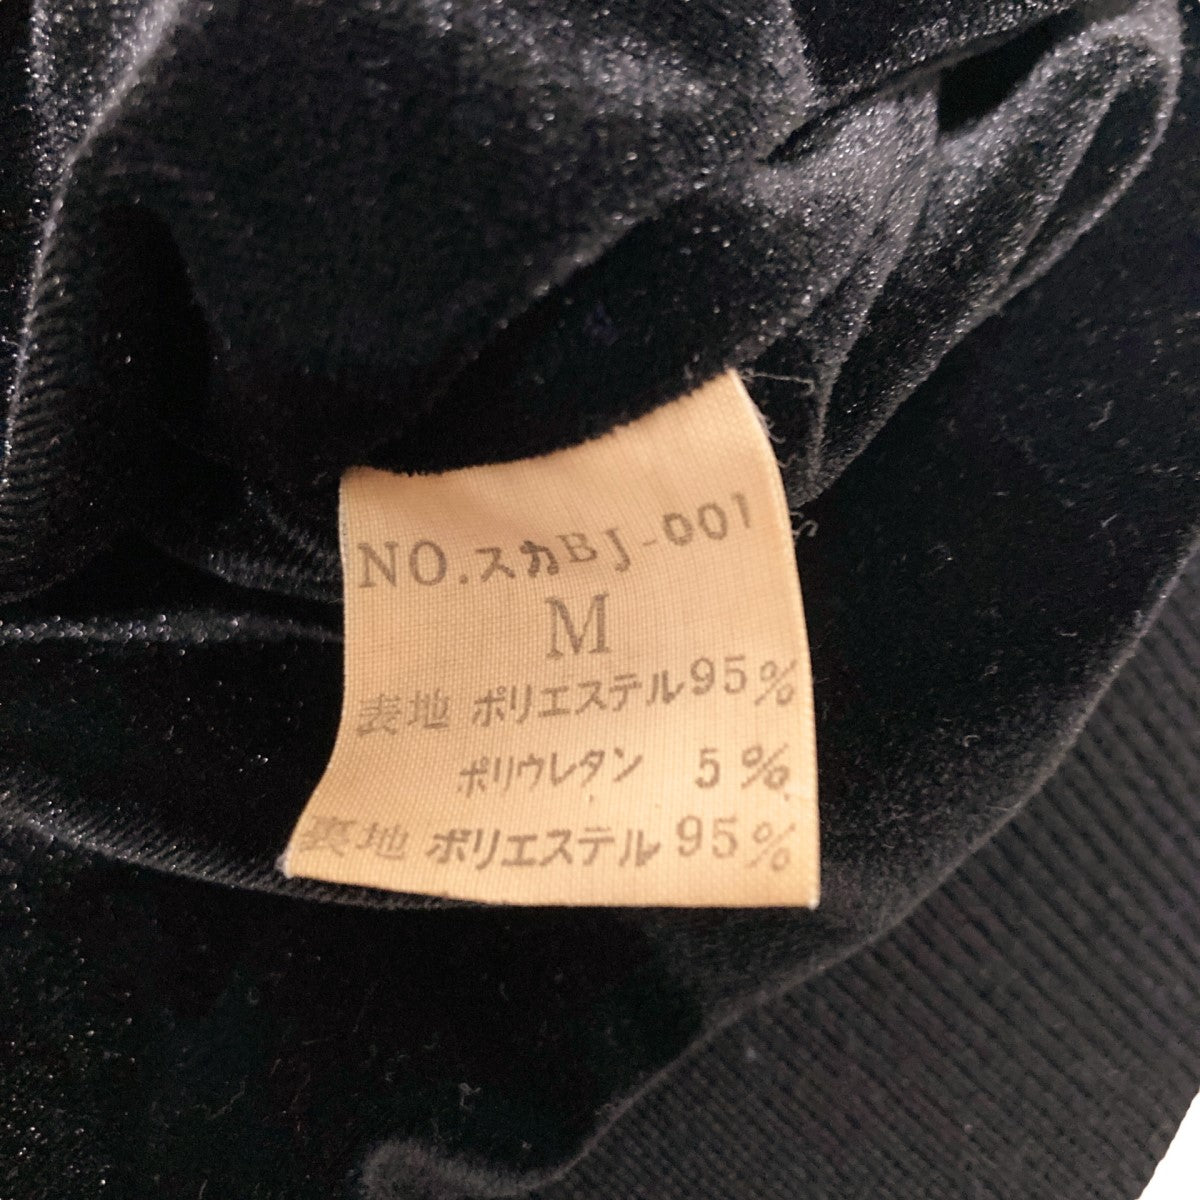 NO.スカBJ-001
M
表地 ポリエステル95%
ポリウレタン 5%
裏地 ポリエステル95%